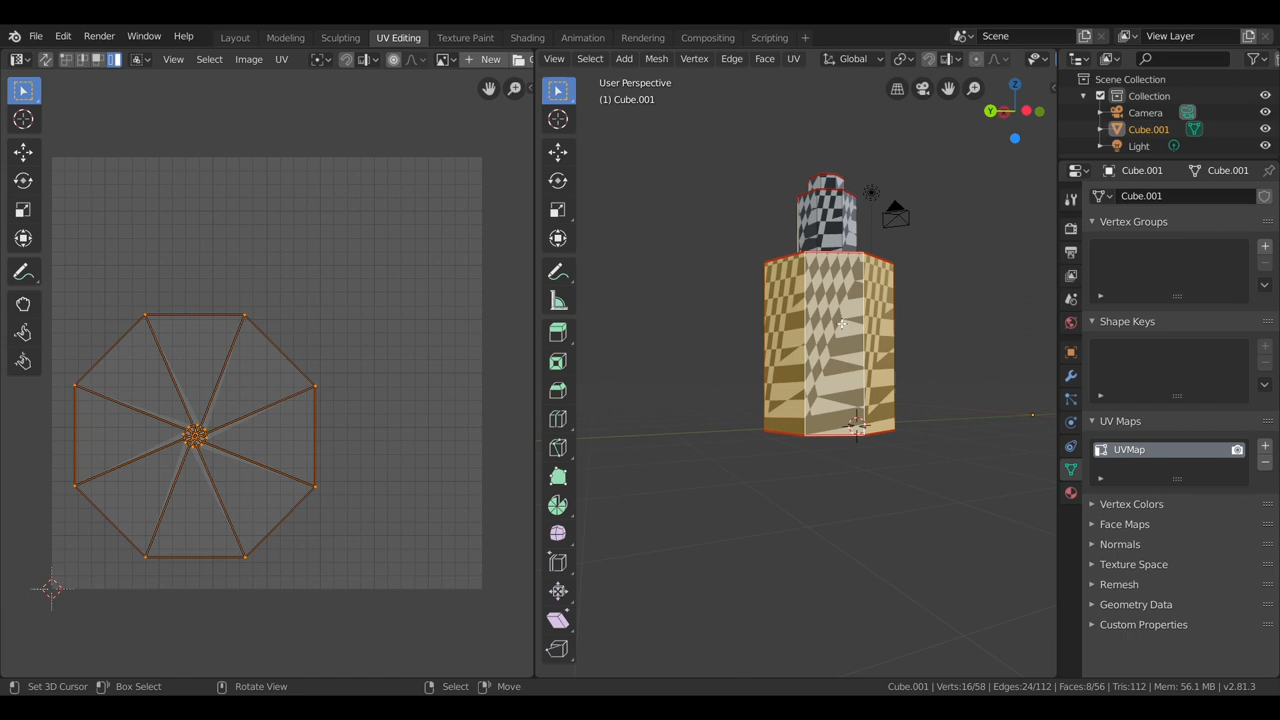 File Edit Render Window Help Layout Modeling Sculpting UV Editing Texture Paint Shading Animation Rendering Compositing Scripting + Scene View Layer
View Select Image UV New View Select Add Mesh Vertex Edge Face UV Global
User Perspective
(1) Cube.001
Scene Collection
Collection
Camera
Cube.001
Light
Cube.001 Cube.001
Cube.001
Vertex Groups
Shape Keys
UV Maps
UVMap
Vertex Colors
Face Maps
Normals
Texture Space
Remesh
Geometry Data
Custom Properties
Z
Y
Set 3D Cursor Box Select Rotate View Select Move Cube.001 | Verts:16/58 | Edges:24/112 | Faces:8/56 | Tris:112 | Mem: 56.1 MB | v2.81.3